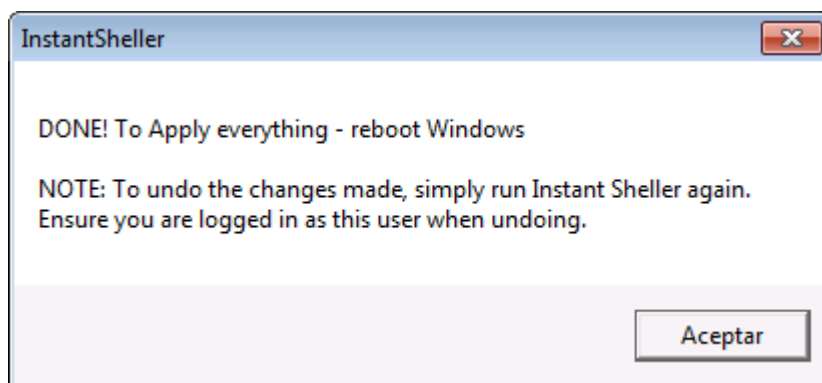 InstantSheller
DONE! To Apply everything - reboot Windows
NOTE: To undo the changes made, simply run Instant Sheller again.
Ensure you are logged in as this user when undoing.
Aceptar